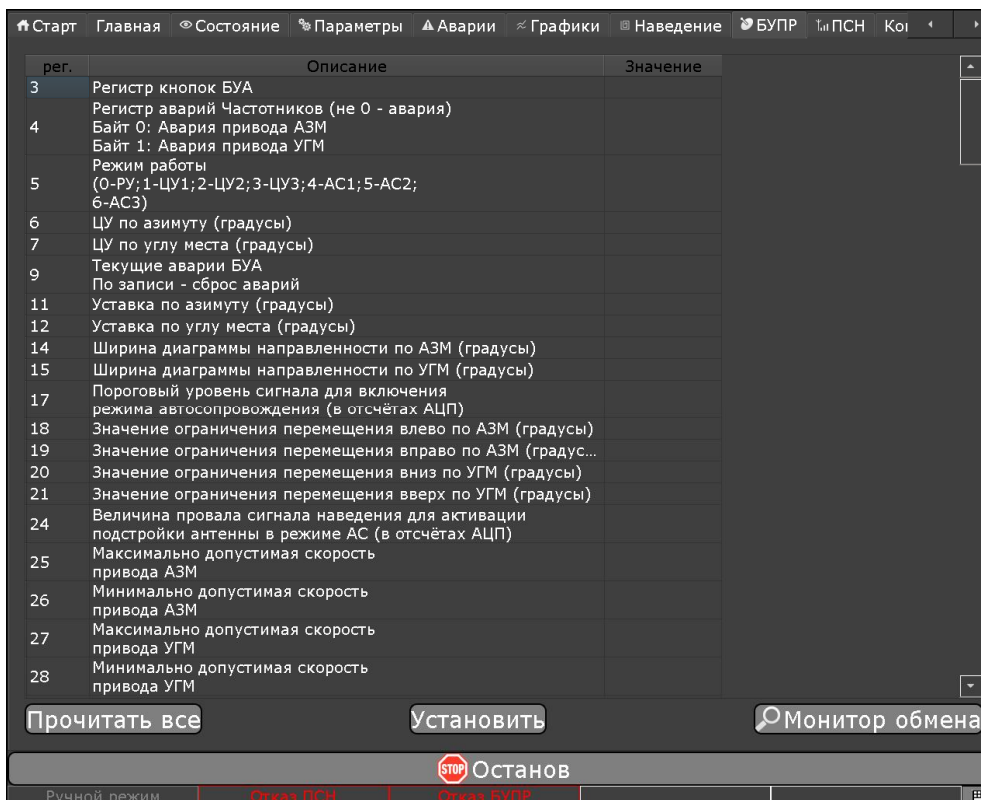 Старт Главная Состояние Параметры Аварии Графики Наведение БУПР ПСН Ко
рег. Описание Значение
3 Регистр кнопок БУА
Регистр аварий Частотников (не 0 - авария)
4 Байт 0: Авария привода АЗМ
Байт 1: Авария привода УГМ
Режим работы
5 (0-РУ;1-ЦУ1;2-ЦУ2;3-ЦУ3;4-АС1;5-АС2;
6-АС3)
6 ЦУ по азимуту (градусы)
7 ЦУ по углу места (градусы)
9 Текущие аварии БУА
По записи - сброс аварий
11 Уставка по азимуту (градусы)
12 Уставка по углу места (градусы)
14 Ширина диаграммы направленности по АЗМ (градусы)
15 Ширина диаграммы направленности по УГМ (градусы)
17 Пороговый уровень сигнала для включения
режима автосопровождения (в отсчётах АЦП)
18 Значение ограничения перемещения влево по АЗМ (градусы)
19 Значение ограничения перемещения вправо по АЗМ (градус...
20 Значение ограничения перемещения вниз по УГМ (градусы)
21 Значение ограничения перемещения вверх по УГМ (градусы)
24 Величина провала сигнала наведения для активации
подстройки антенны в режиме АС (в отсчётах АЦП)
25 Максимально допустимая скорость
привода АЗМ
26 Минимально допустимая скорость
привода АЗМ
27 Максимально допустимая скорость
привода УГМ
28 Минимально допустимая скорость
привода УГМ
Прочитать все Установить Монитор обмена
STOP Останов
Ручной режим Отказ ПСН Отказ БУПР